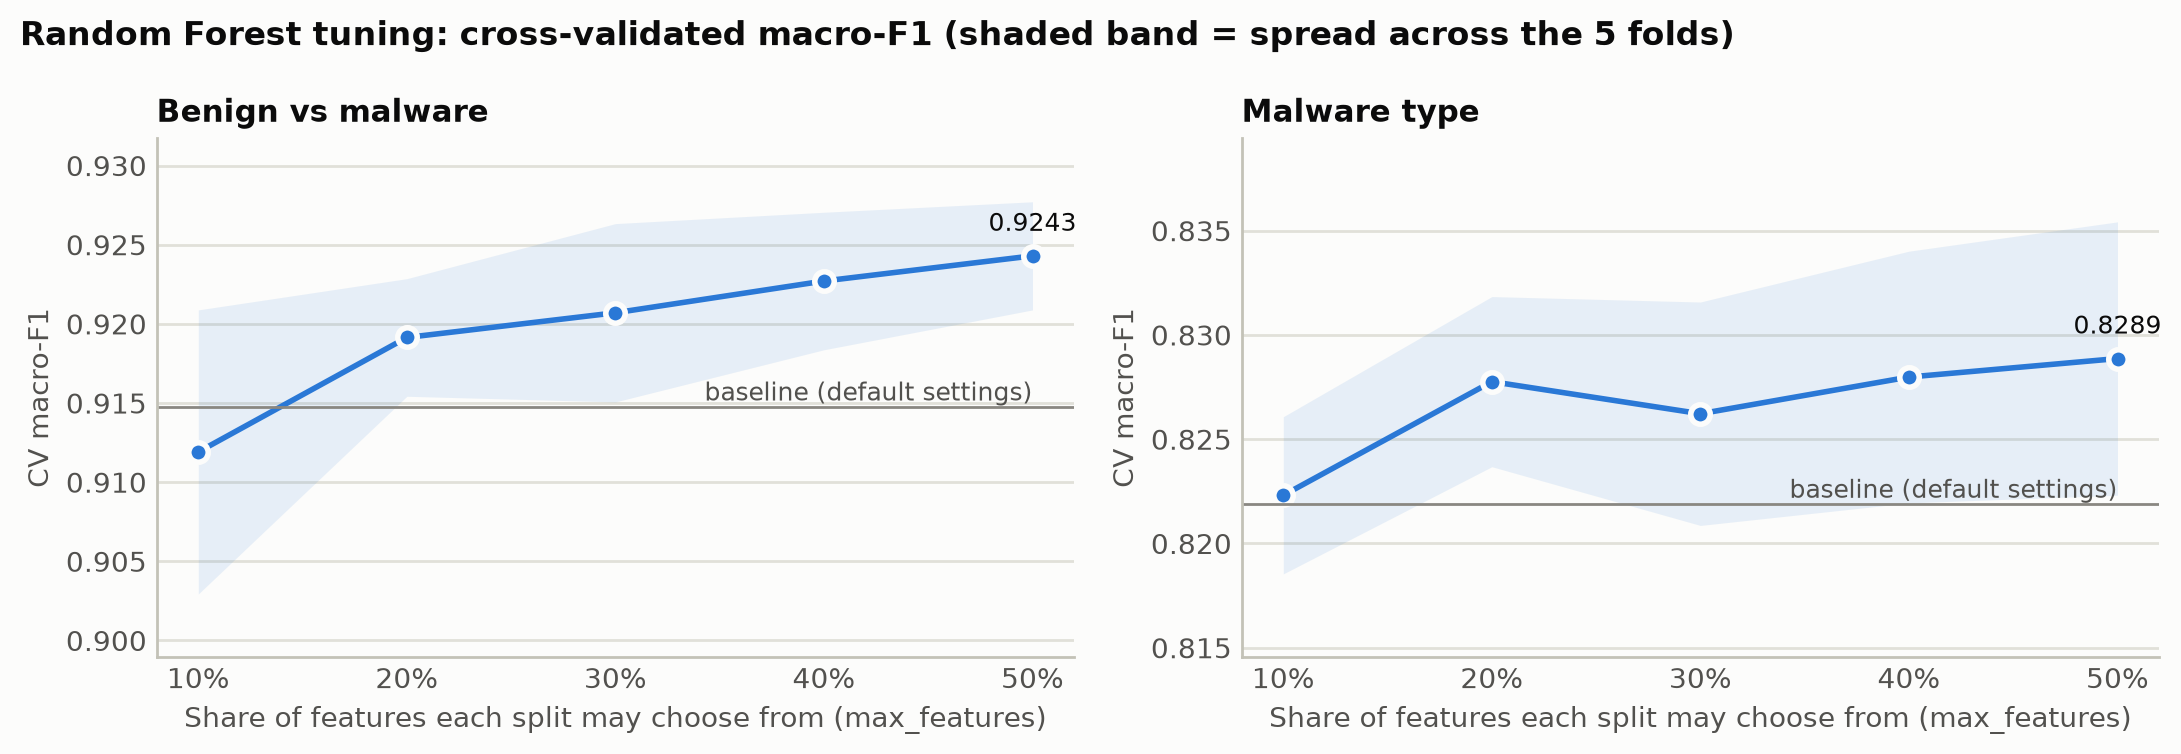 Random Forest tuning: cross-validated macro-F1 (shaded band = spread across the 5 folds)
Benign vs malware
0.930
0.925
0.920
0.915
0.910
0.905
0.900
CV macro-F1
0.9243
baseline (default settings)
10% 20% 30% 40% 50%
Share of features each split may choose from (max_features)
Malware type
0.835
0.830
0.825
0.820
0.815
CV macro-F1
0.8289
baseline (default settings)
10% 20% 30% 40% 50%
Share of features each split may choose from (max_features)